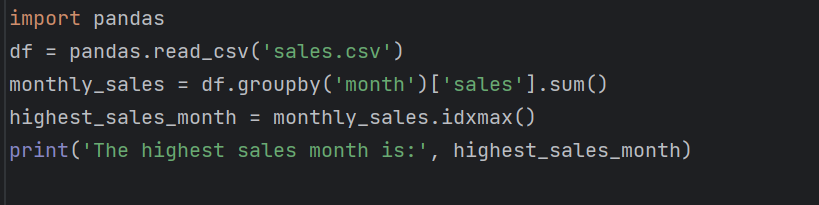 import pandas
df = pandas.read_csv('sales.csv')
monthly_sales = df.groupby('month')['sales'].sum()
highest_sales_month = monthly_sales.idxmax()
print('The highest sales month is:', highest_sales_month)